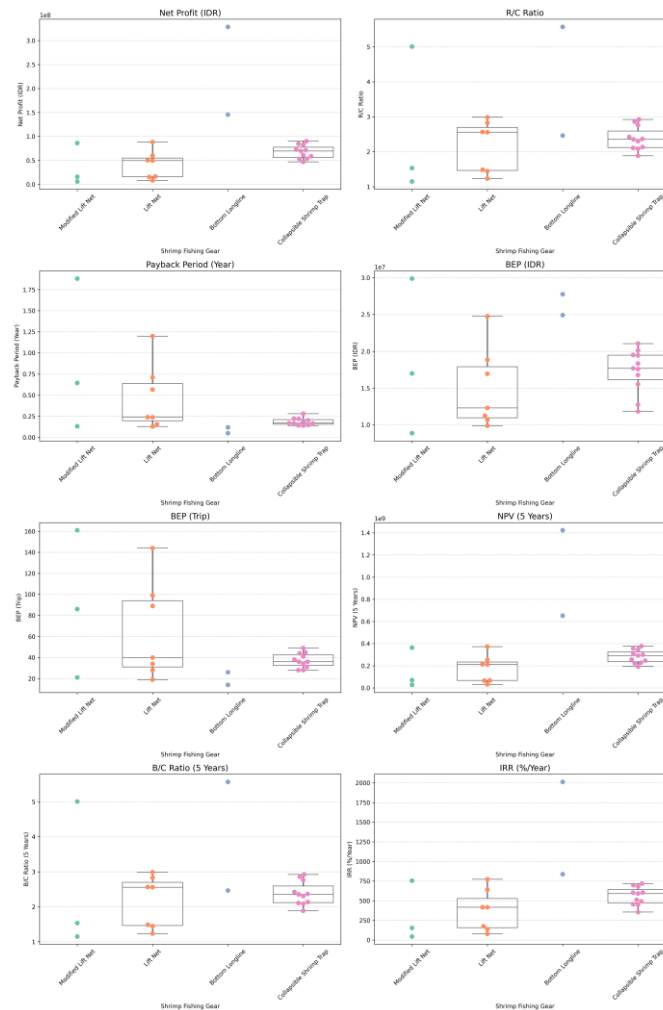 Net Profit (IDR)
1e8
3.0
2.5
2.0
1.5
1.0
0.5
0.0
Net Profit (IDR)
Modified Lift Net
Lift Net
Bottom Longline
Collapsible Shrimp Trap
Shrimp Fishing Gear
R/C Ratio
5
4
3
2
1
R/C Ratio
Modified Lift Net
Lift Net
Bottom Longline
Collapsible Shrimp Trap
Shrimp Fishing Gear
Payback Period (Year)
1.75
1.50
1.25
1.00
0.75
0.50
0.25
0.00
Payback Period (Year)
Modified Lift Net
Lift Net
Bottom Longline
Collapsible Shrimp Trap
Shrimp Fishing Gear
BEP (IDR)
1e7
3.0
2.5
2.0
1.5
1.0
BEP (IDR)
Modified Lift Net
Lift Net
Bottom Longline
Collapsible Shrimp Trap
Shrimp Fishing Gear
BEP (Trip)
160
140
120
100
80
60
40
20
BEP (Trip)
Modified Lift Net
Lift Net
Bottom Longline
Collapsible Shrimp Trap
Shrimp Fishing Gear
NPV (5 Years)
1e9
1.4
1.2
1.0
0.8
0.6
0.4
0.2
0.0
NPV (5 Years)
Modified Lift Net
Lift Net
Bottom Longline
Collapsible Shrimp Trap
Shrimp Fishing Gear
B/C Ratio (5 Years)
5
4
3
2
1
B/C Ratio (5 Years)
Modified Lift Net
Lift Net
Bottom Longline
Collapsible Shrimp Trap
Shrimp Fishing Gear
IRR (%/Year)
2000
1750
1500
1250
1000
750
500
250
0
IRR (%/Year)
Modified Lift Net
Lift Net
Bottom Longline
Collapsible Shrimp Trap
Shrimp Fishing Gear